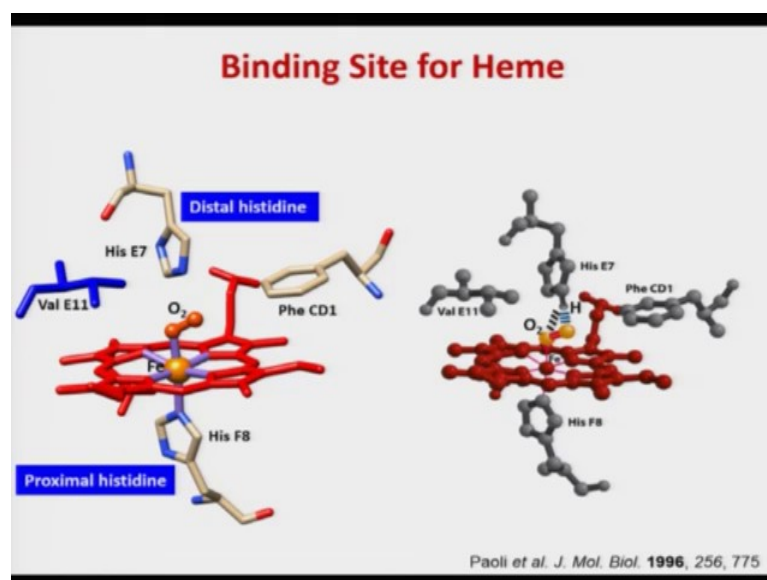 Binding Site for Heme
Distal histidine
His E7
Val E11
O2
Phe CD1
Fe
His F8
Proximal histidine
His E7
Val E11
Phe CD1
H
O2
Fe
His F8
Paoli et al. J. Mol. Biol. 1996, 256, 775